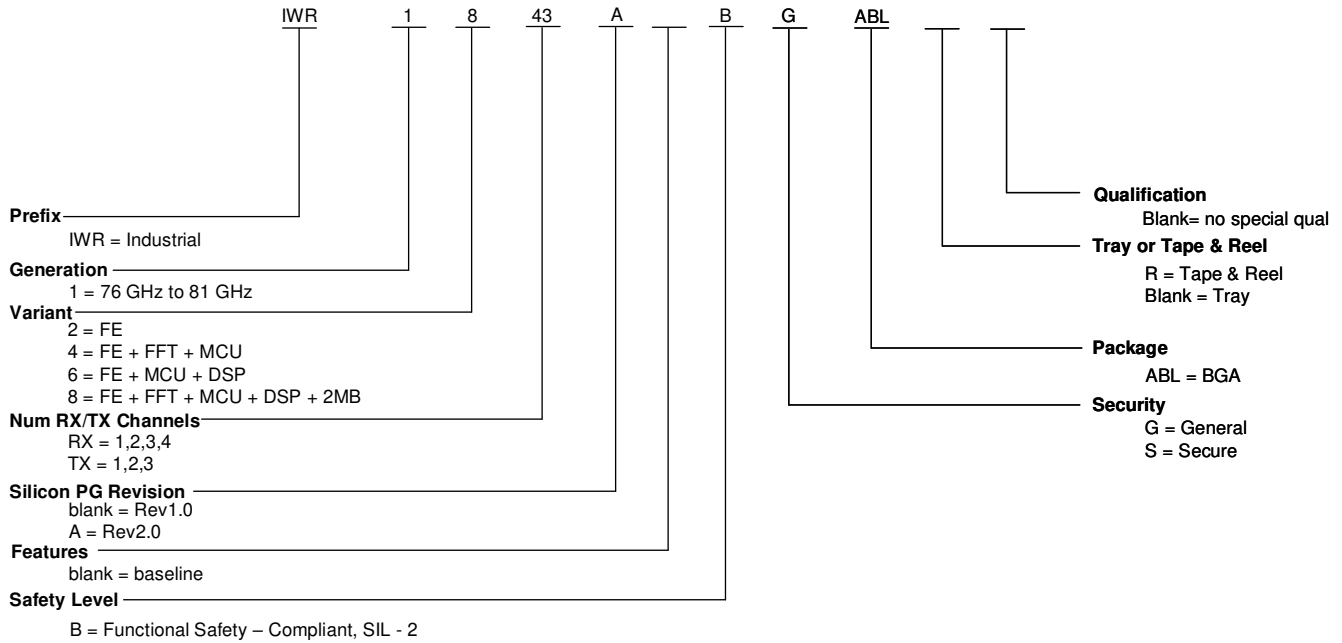 IWR 1 8 43 A B G ABL
Prefix
IWR = Industrial
Generation
1 = 76 GHz to 81 GHz
Variant
2 = FE
4 = FE + FFT + MCU
6 = FE + MCU + DSP
8 = FE + FFT + MCU + DSP + 2MB
Num RX/TX Channels
RX = 1,2,3,4
TX = 1,2,3
Silicon PG Revision
blank = Rev1.0
A = Rev2.0
Features
blank = baseline
Safety Level
B = Functional Safety – Compliant, SIL - 2
Qualification
Blank= no special qual
Tray or Tape & Reel
R = Tape & Reel
Blank = Tray
Package
ABL = BGA
Security
G = General
S = Secure